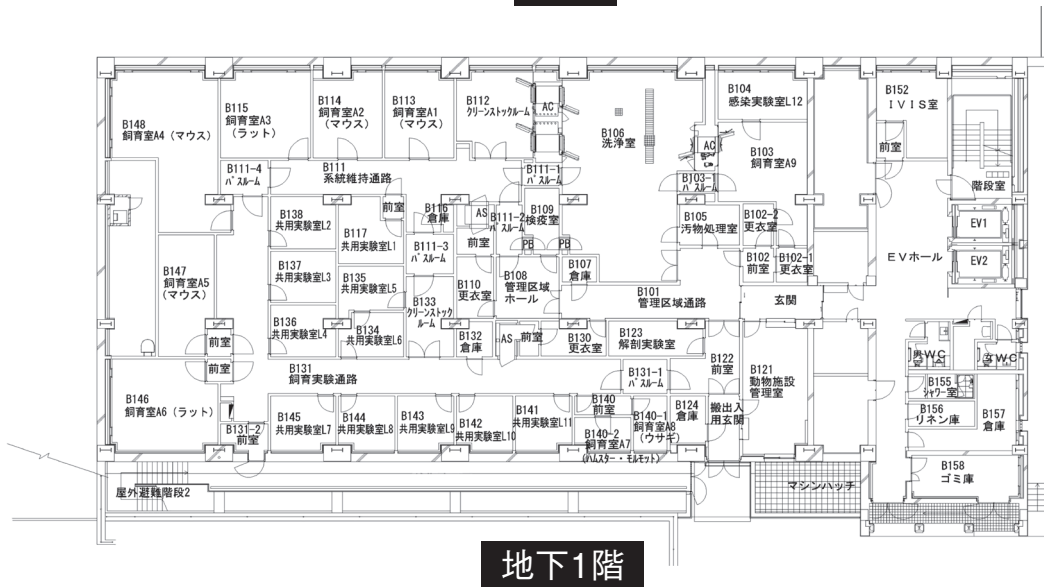 B148
飼育室A4 (マウス)
B115
飼育室A3
(ラット)
B114
飼育室A2
(マウス)
B113
飼育室A1
(マウス)
B112
クリーンストックルーム
AC
B106
洗浄室
B104
感染実験室L12
B103
飼育室A9
AC
B103-1
パスルーム
B152
IVIS室
前室
階段室
B111-4
パスルーム
B111
系統維持通路
前室
B116
倉庫
AS
前室
B111-1
パスルーム
B111-2
パスルーム
B109
検疫室
PB
PB
B105
汚物処理室
B102-2
更衣室
B102
前室
B102-1
更衣室
EV1
EV2
EVホール
B138
共用実験室L2
B117
共用実験室L1
B111-3
パスルーム
B137
共用実験室L3
B135
共用実験室L5
B133
クリーンストック
ルーム
B110
更衣室
B108
管理区域
ホール
B107
倉庫
B101
管理区域通路
玄関
B147
飼育室A5
(マウス)
B136
共用実験室L4
B134
共用実験室L6
前室
前室
B132
倉庫
AS
前室
B130
更衣室
B123
解剖実験室
B122
前室
B121
動物施設
管理室
男WC
女WC
B131
飼育実験通路
B131-1
パスルーム
B146
飼育室A6 (ラット)
B131-2
前室
B145
共用実験室L7
B144
共用実験室L8
B143
共用実験室L9
B142
共用実験室L10
B141
共用実験室L11
B140
前室
B140-2
飼育室A7
(ハムスター・モルモット)
B140-1
飼育室A8
(ウサギ)
B124
倉庫
搬出入
用玄関
B155
シャワー室
B156
リネン庫
B157
倉庫
B158
ゴミ庫
屋外避難階段2
マシンハッチ
地下1階